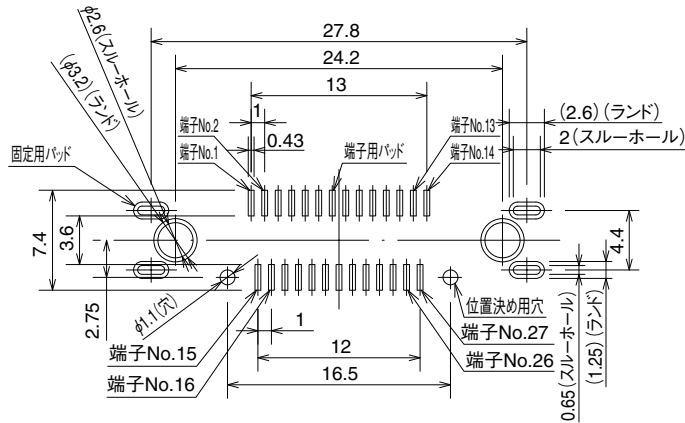 φ2.6(スルーホール)
(φ3.2)(ランド)
27.8
24.2
13
1
端子No.2
0.43
端子No.1
固定用パッド
端子用パッド
端子No.13
端子No.14
(2.6)(ランド)
2(スルーホール)
7.4
3.6
2.75
4.4
φ1.1(穴)
位置決め用穴
端子No.15
1
端子No.27
端子No.16
12
端子No.26
16.5
0.65(スルーホール)
(1.25)(ランド)